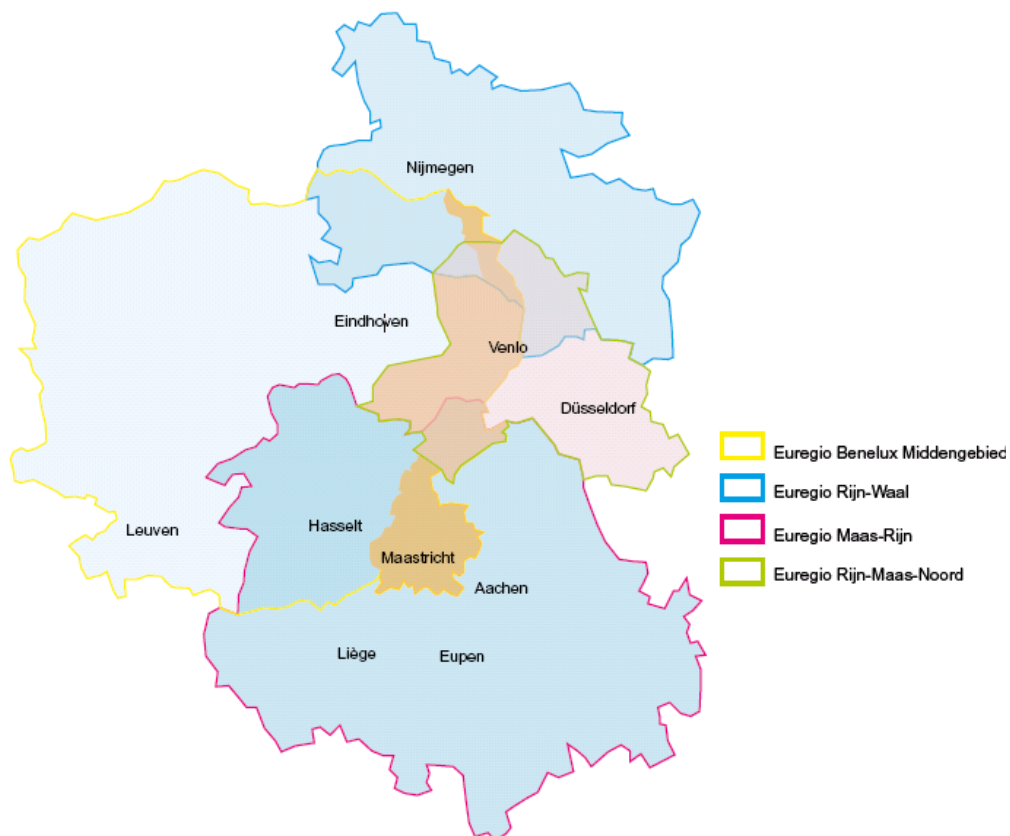 Nijmegen
Eindhoven
Venlo
Düsseldorf
Euregio Benelux Middengebied
Euregio Rijn-Waal
Leuven
Hasselt
Euregio Maas-Rijn
Maastricht
Euregio Rijn-Maas-Noord
Aachen
Liège
Eupen